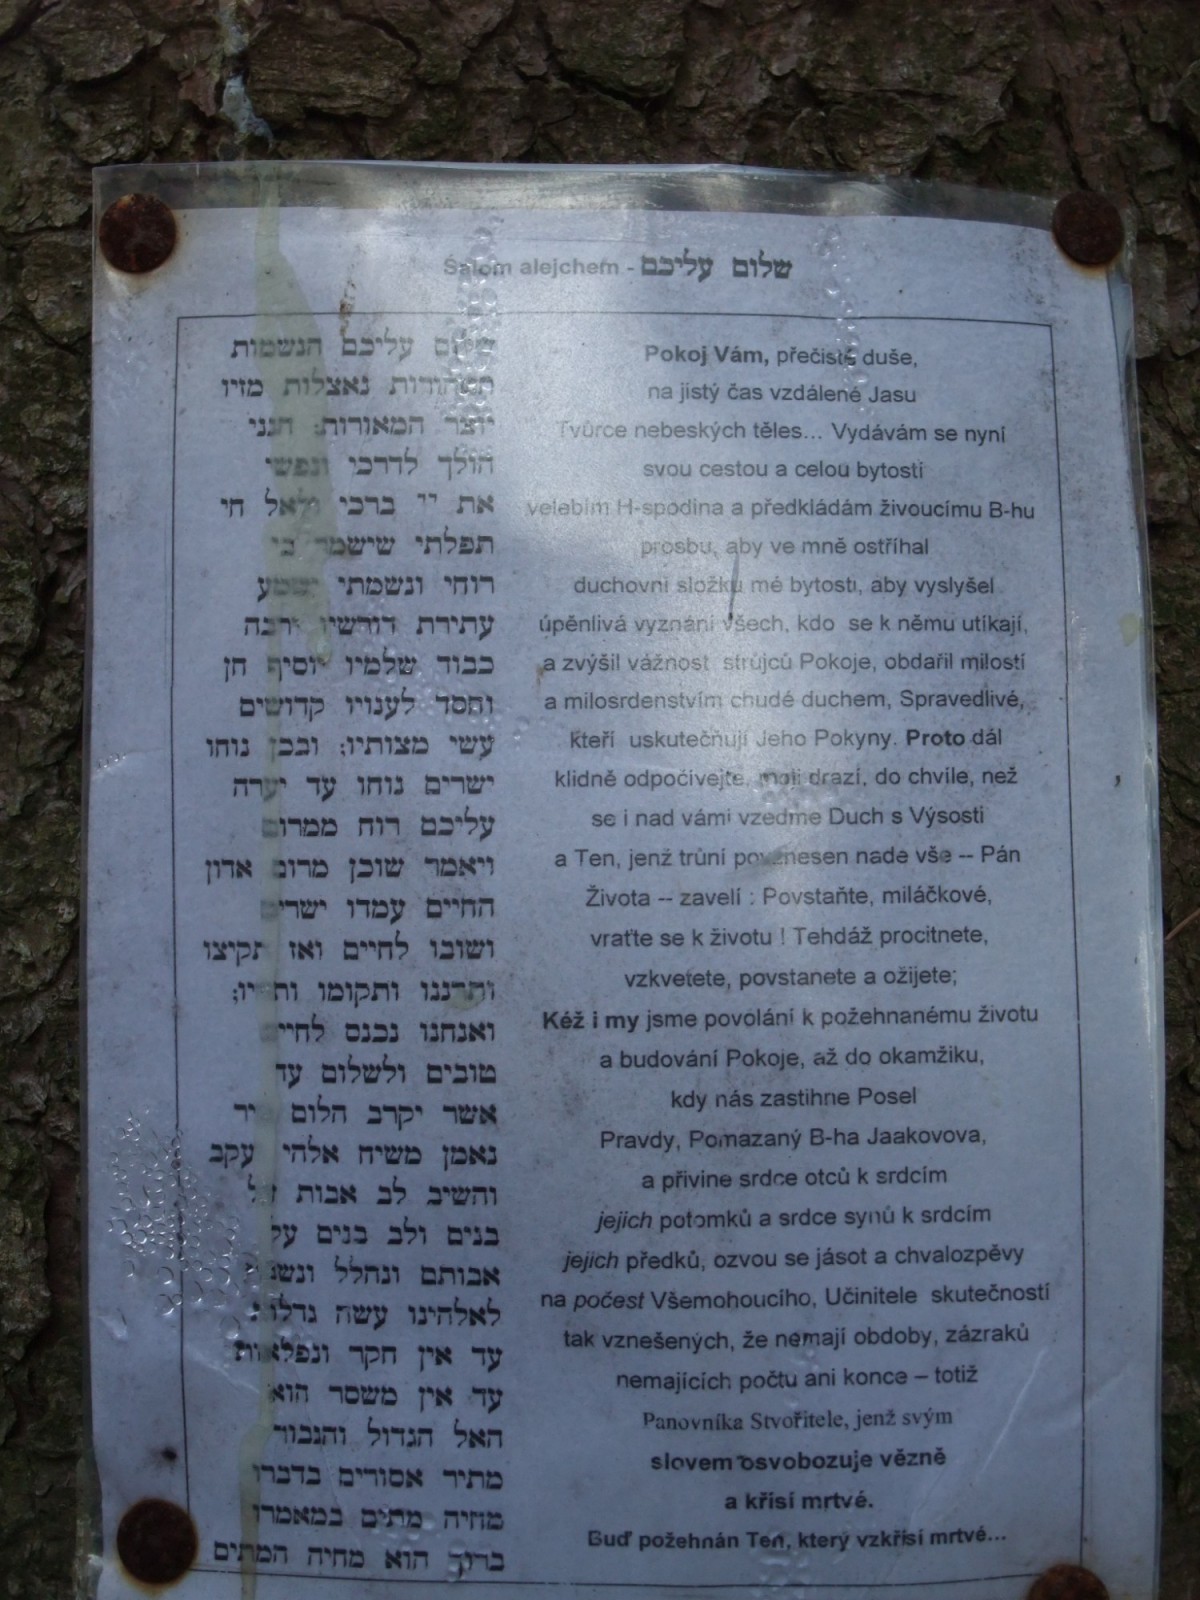 Šalom alejchem - שלום עליכם
שלום עליכם הנשמות
הטהורות נאצלות מזיו
יוצר המאורות: הנני
הולך לדרכי ונפשי
את יי ברכי ולאל חי
תפלתי שישמר בי
רוחי ונשמתי ישמע
עתירת דורשיו ירבה
כבוד שלמיו יוסיף חן
וחסד לענויו קדושים
עשי מצותיו; ובכן נוחו
ישרים נוחו עד יערה
עליכם רוח ממרום
ויאמר שוכן מרום אדון
החיים עמדו ישרים
ושובו לחיים ואז תקיצו
ותרננו ותקומו ותחיו;
ואנחנו נכנס לחיים
טובים ולשלום עד
אשר יקרב הלום ציר
נאמן משיח אלהי יעקב
והשיב לב אבות על
בנים ולב בנים על
אבותם ונהלל ונשבח
לאלהינו עשה גדלות
עד אין חקר ונפלאות
עד אין מספר הוא
האל הגדול והגבור
מתיר אסורים בדברו
מחיה מתים במאמרו
ברוך הוא מחיה המתים
Pokoj Vám, přečisté duše,
na jistý čas vzdálené Jasu
Tvůrce nebeských těles... Vydávám se nyní
svou cestou a celou bytostí
velebím H-spodina a předkládám živoucímu B-hu
prosbu, aby ve mně ostříhal
duchovní složku mé bytosti, aby vyslyšel
úpěnlivá vyznání všech, kdo se k němu utíkají,
a zvýšil vážnost strůjců Pokoje, obdařil milostí
a milosrdenstvím chudé duchem, Spravedlivé,
kteří uskutečňují Jeho Pokyny. Proto dál
klidně odpočívejte, moji drazí, do chvíle, než
se i nad vámi vzedme Duch s Výsosti
a Ten, jenž trůní povznesen nade vše -- Pán
Života -- zavelí : Povstaňte, miláčkové,
vraťte se k životu ! Tehdáž procitnete,
vzkvetete, povstanete a ožijete;
Kéž i my jsme povolání k požehnanému životu
a budování Pokoje, až do okamžiku,
kdy nás zastihne Posel
Pravdy, Pomazaný B-ha Jaakovova,
a přivine srdce otců k srdcím
jejich potomků a srdce synů k srdcím
jejich předků, ozvou se jásot a chvalozpěvy
na počest Všemohoucího, Učinitele skutečností
tak vznešených, že nemají obdoby, zázraků
nemajících počtu ani konce – totiž
Panovníka Stvořitele, jenž svým
slovem osvobozuje vězně
a křísí mrtvé.
Buď požehnán Ten, který vzkřísí mrtvé...